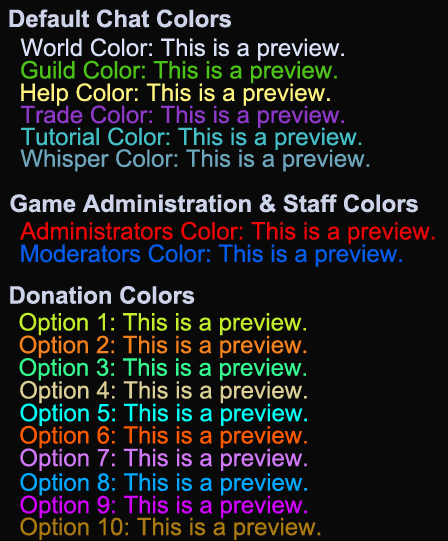 Default Chat Colors
World Color: This is a preview.
Guild Color: This is a preview.
Help Color: This is a preview.
Trade Color: This is a preview.
Tutorial Color: This is a preview.
Whisper Color: This is a preview.
Game Administration & Staff Colors
Administrators Color: This is a preview.
Moderators Color: This is a preview.
Donation Colors
Option 1: This is a preview.
Option 2: This is a preview.
Option 3: This is a preview.
Option 4: This is a preview.
Option 5: This is a preview.
Option 6: This is a preview.
Option 7: This is a preview.
Option 8: This is a preview.
Option 9: This is a preview.
Option 10: This is a preview.